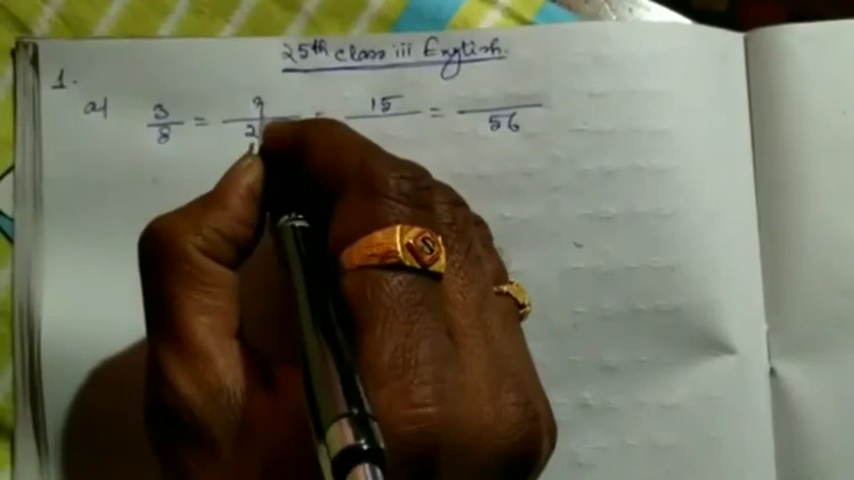 25th class iii English.
1.
a) 3/8 = 9/2 = 15/ = /56